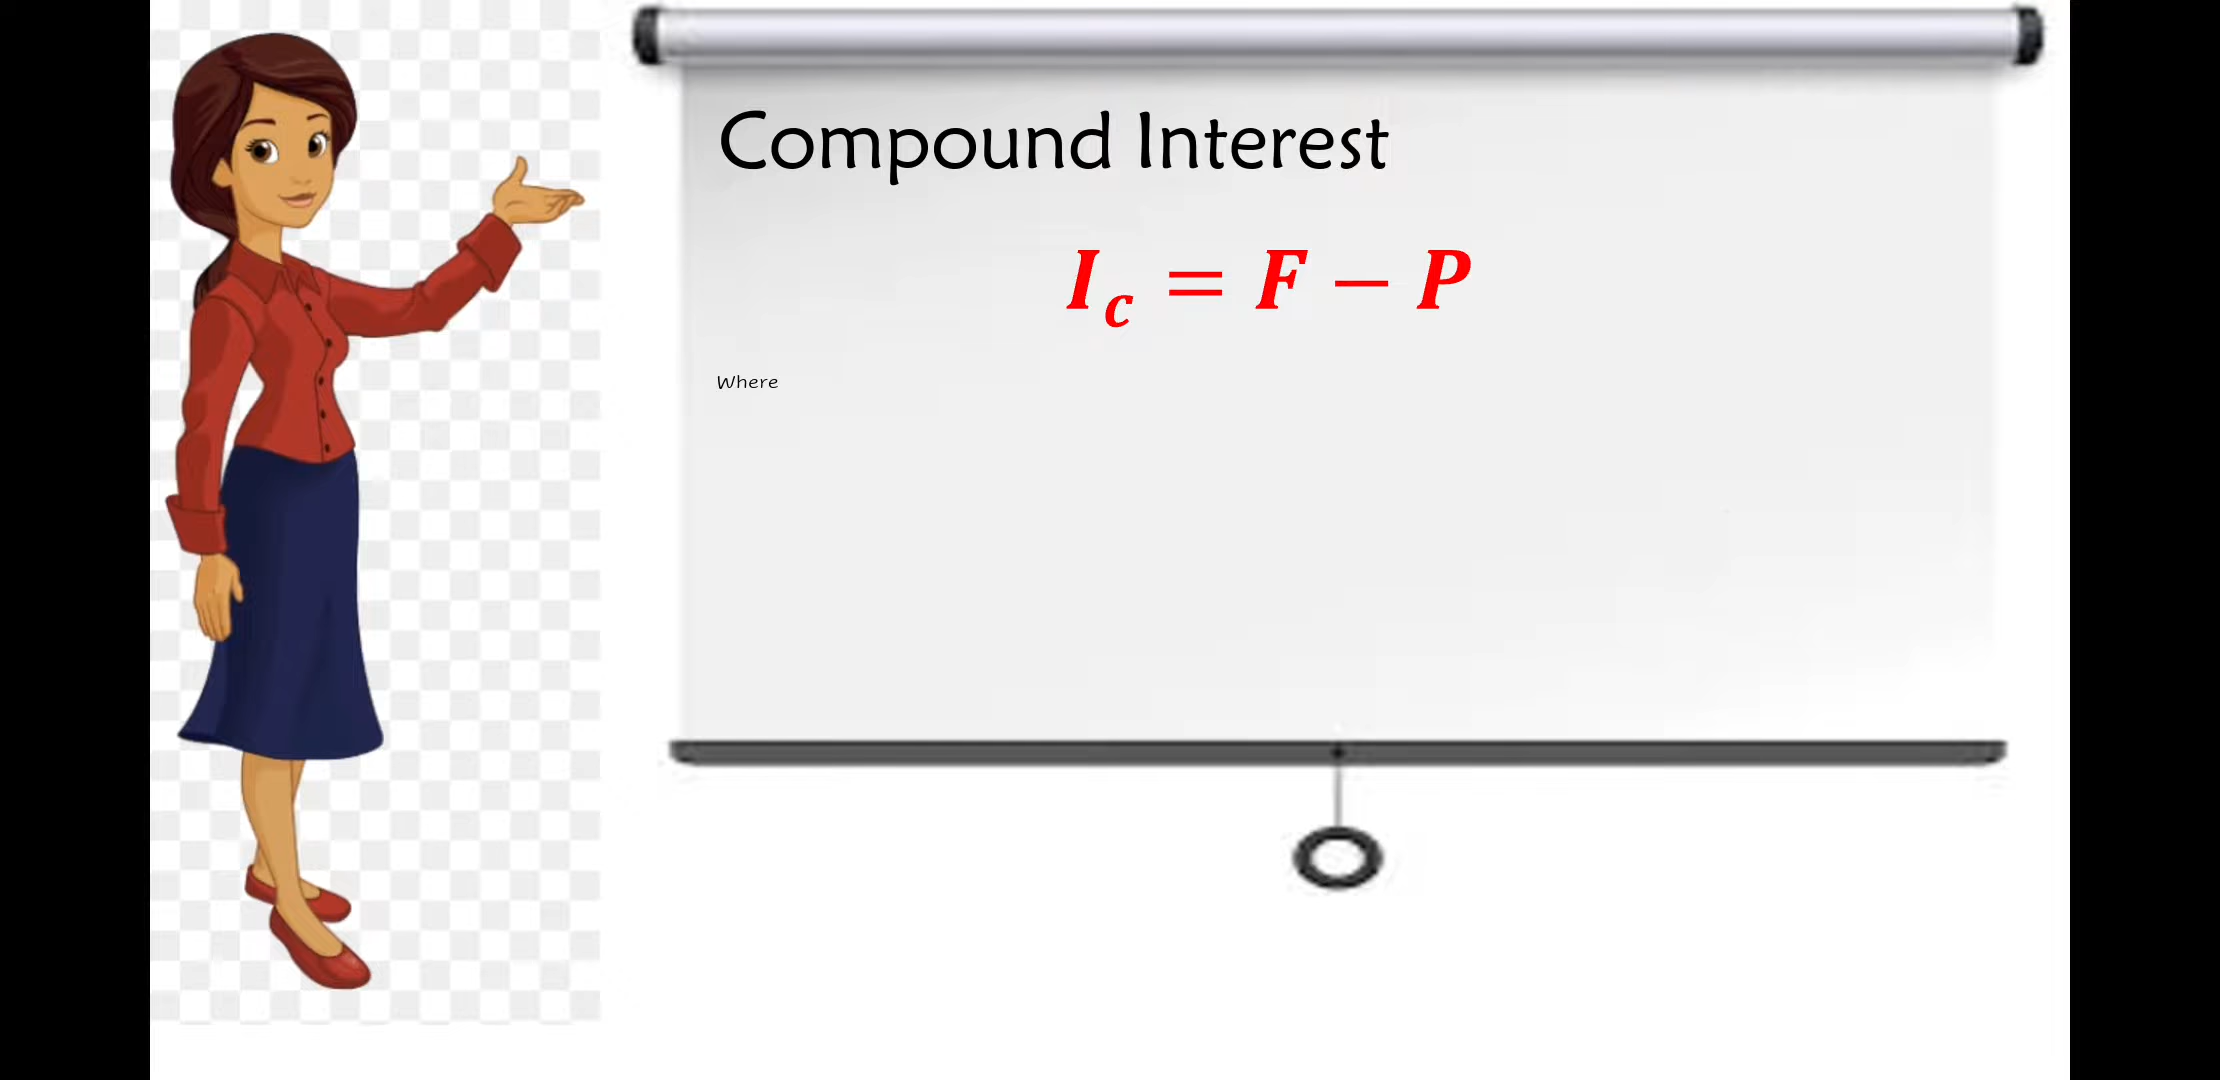 Compound Interest
I_c = F − P
Where